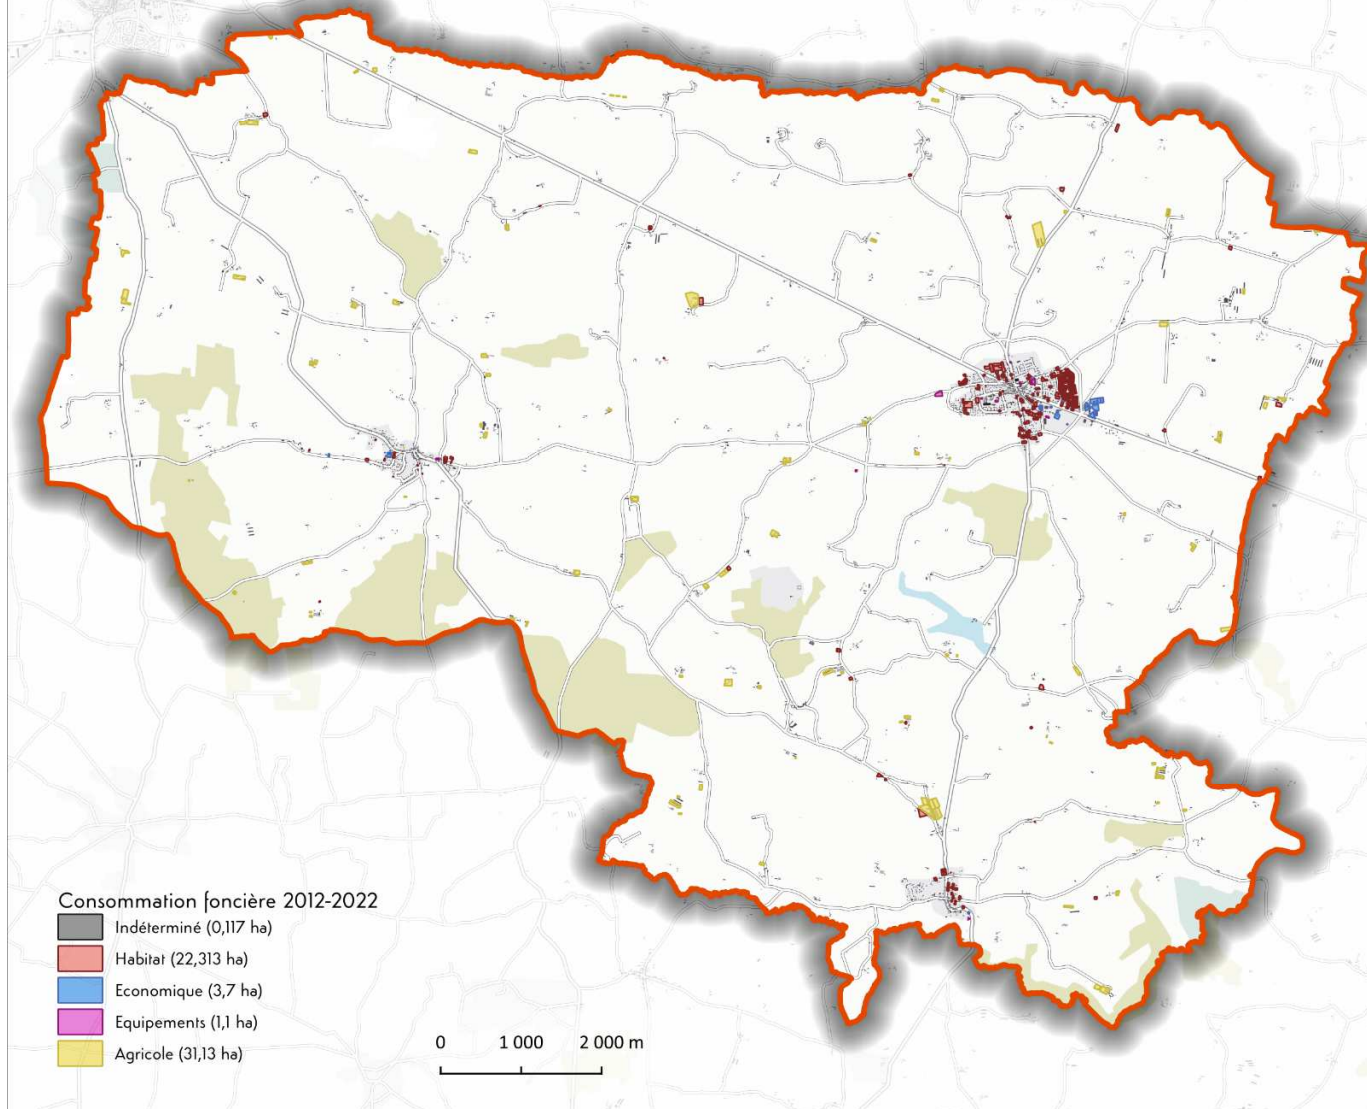 Consommation foncière 2012-2022
Indéterminé (0,117 ha)
Habitat (22,313 ha)
Economique (3,7 ha)
Equipements (1,1 ha)
Agricole (31,13 ha)
0 1 000 2 000 m